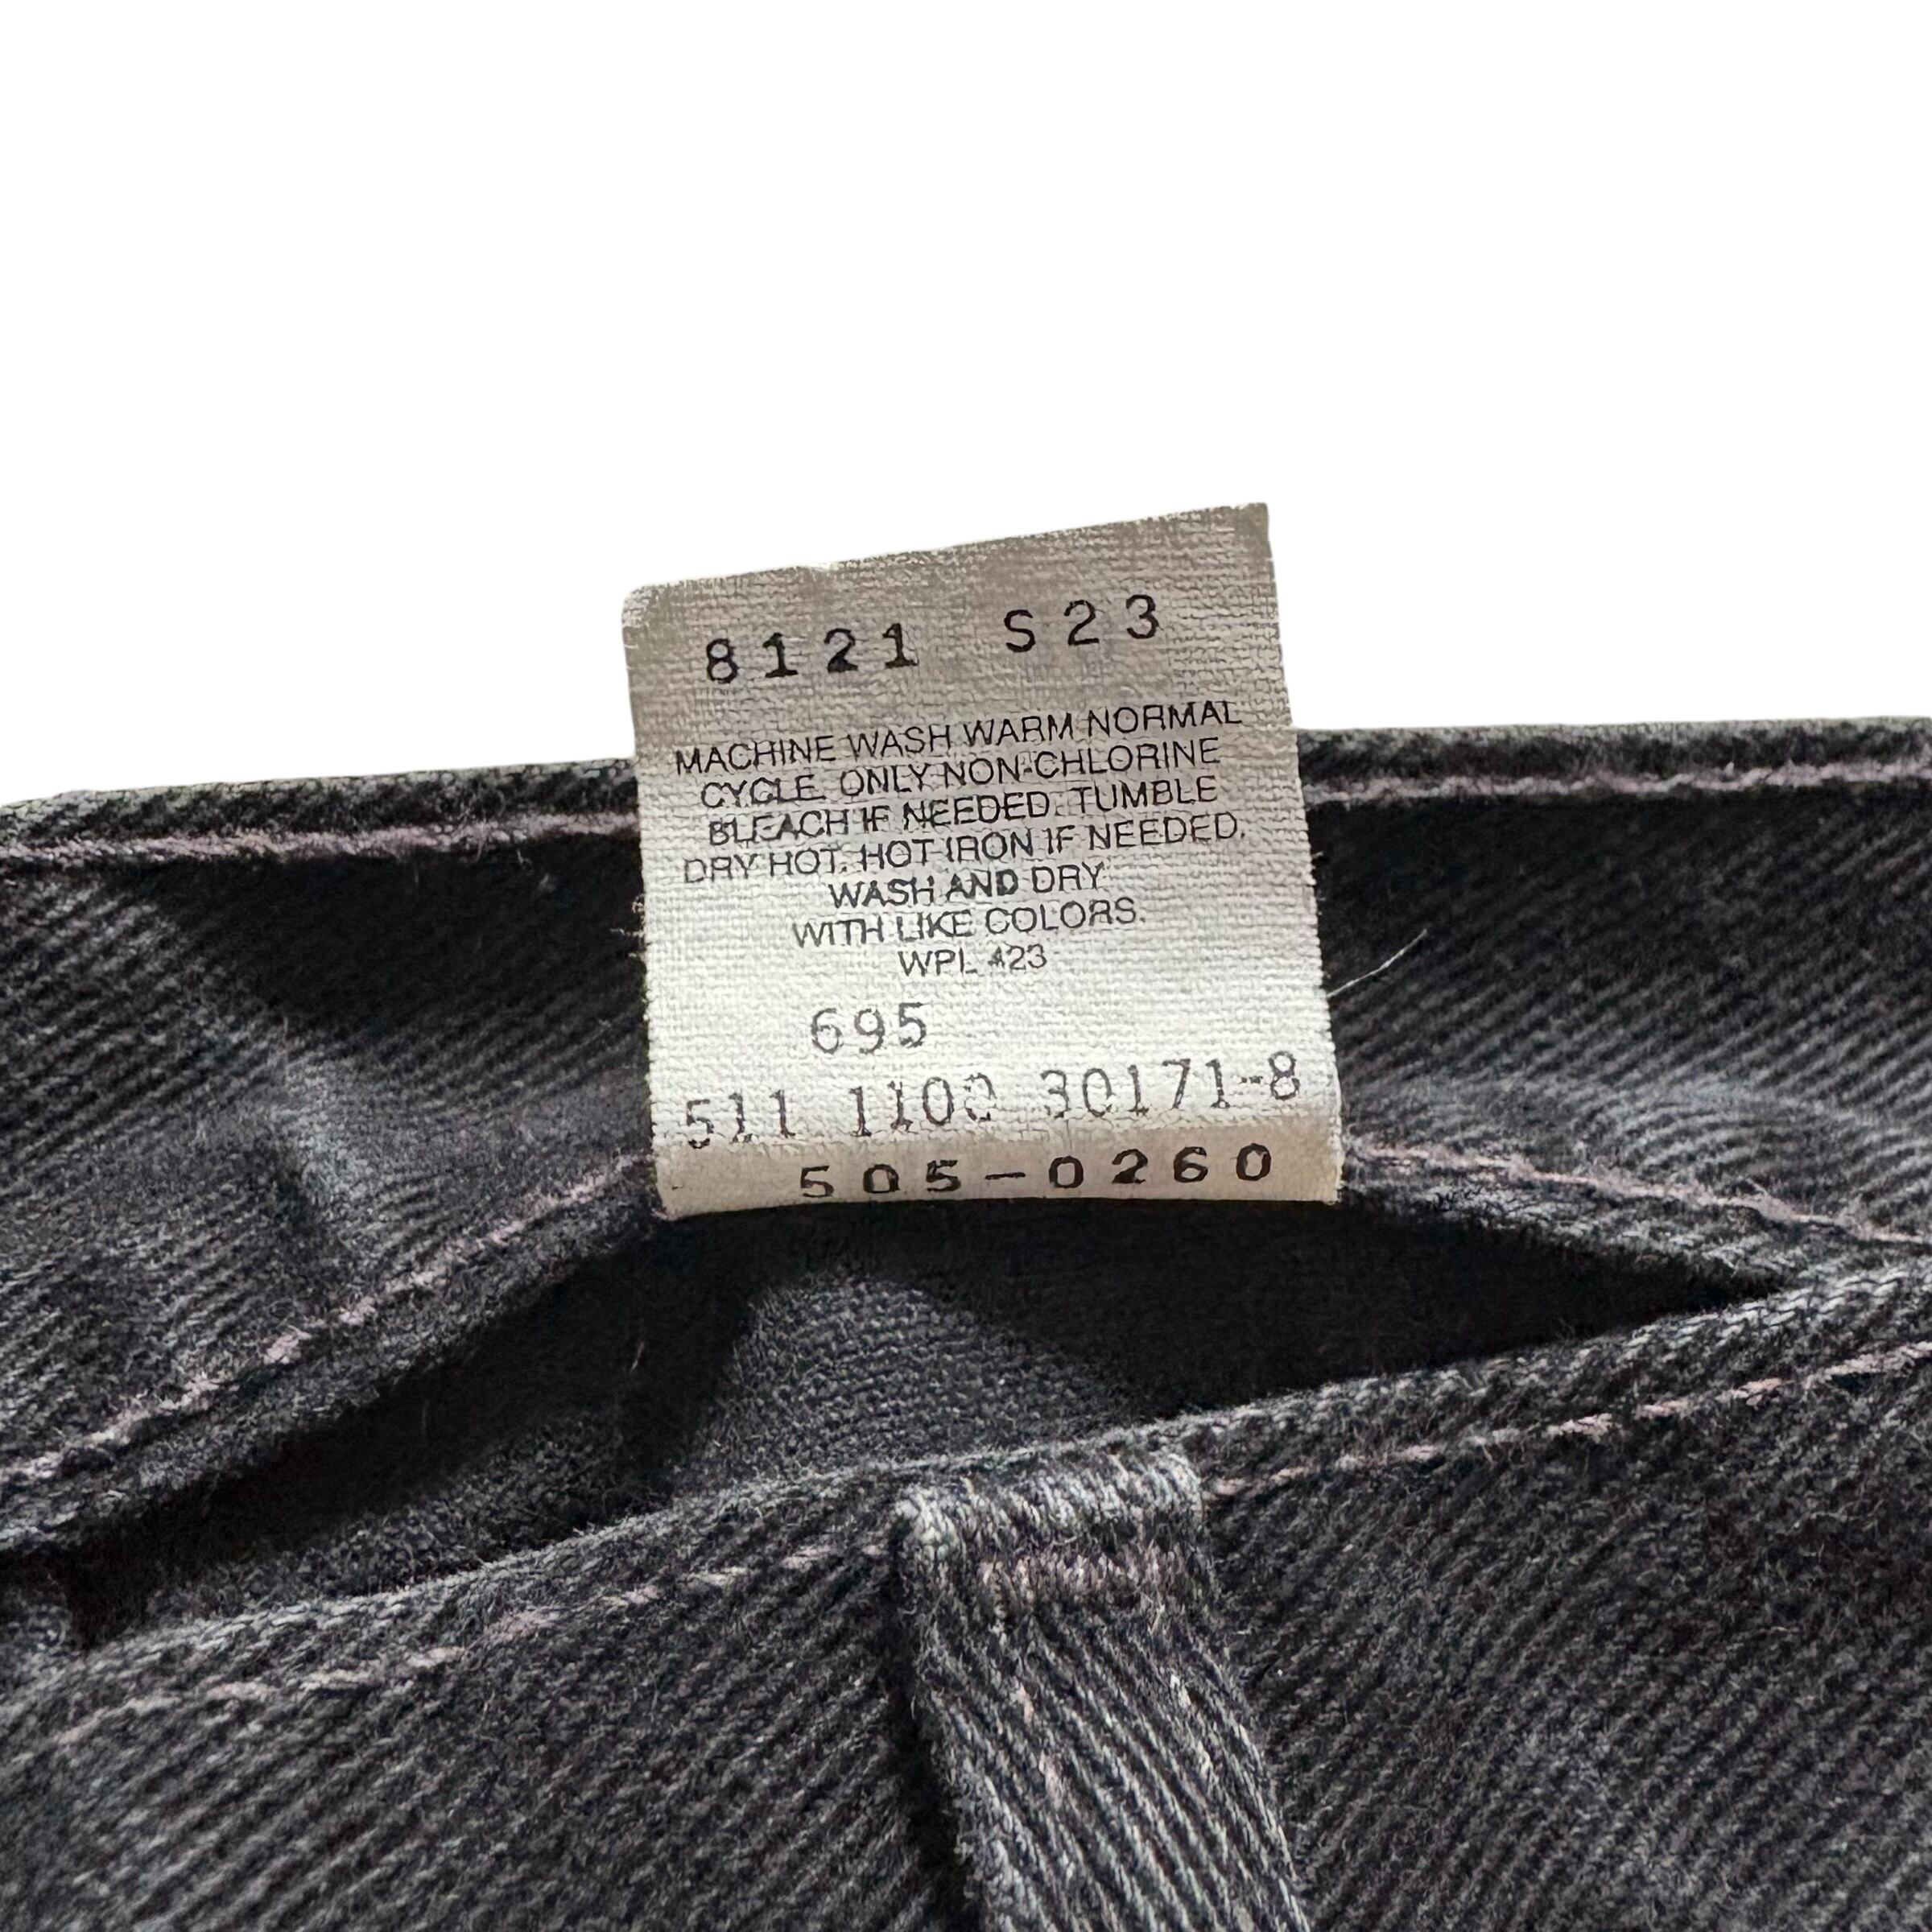 8121 S23
MACHINE WASH WARM NORMAL
CYCLE. ONLY NON-CHLORINE
BLEACH IF NEEDED. TUMBLE
DRY HOT. HOT IRON IF NEEDED.
WASH AND DRY
WITH LIKE COLORS.
WPL 423
695
511 1100 30171-8
505-0260